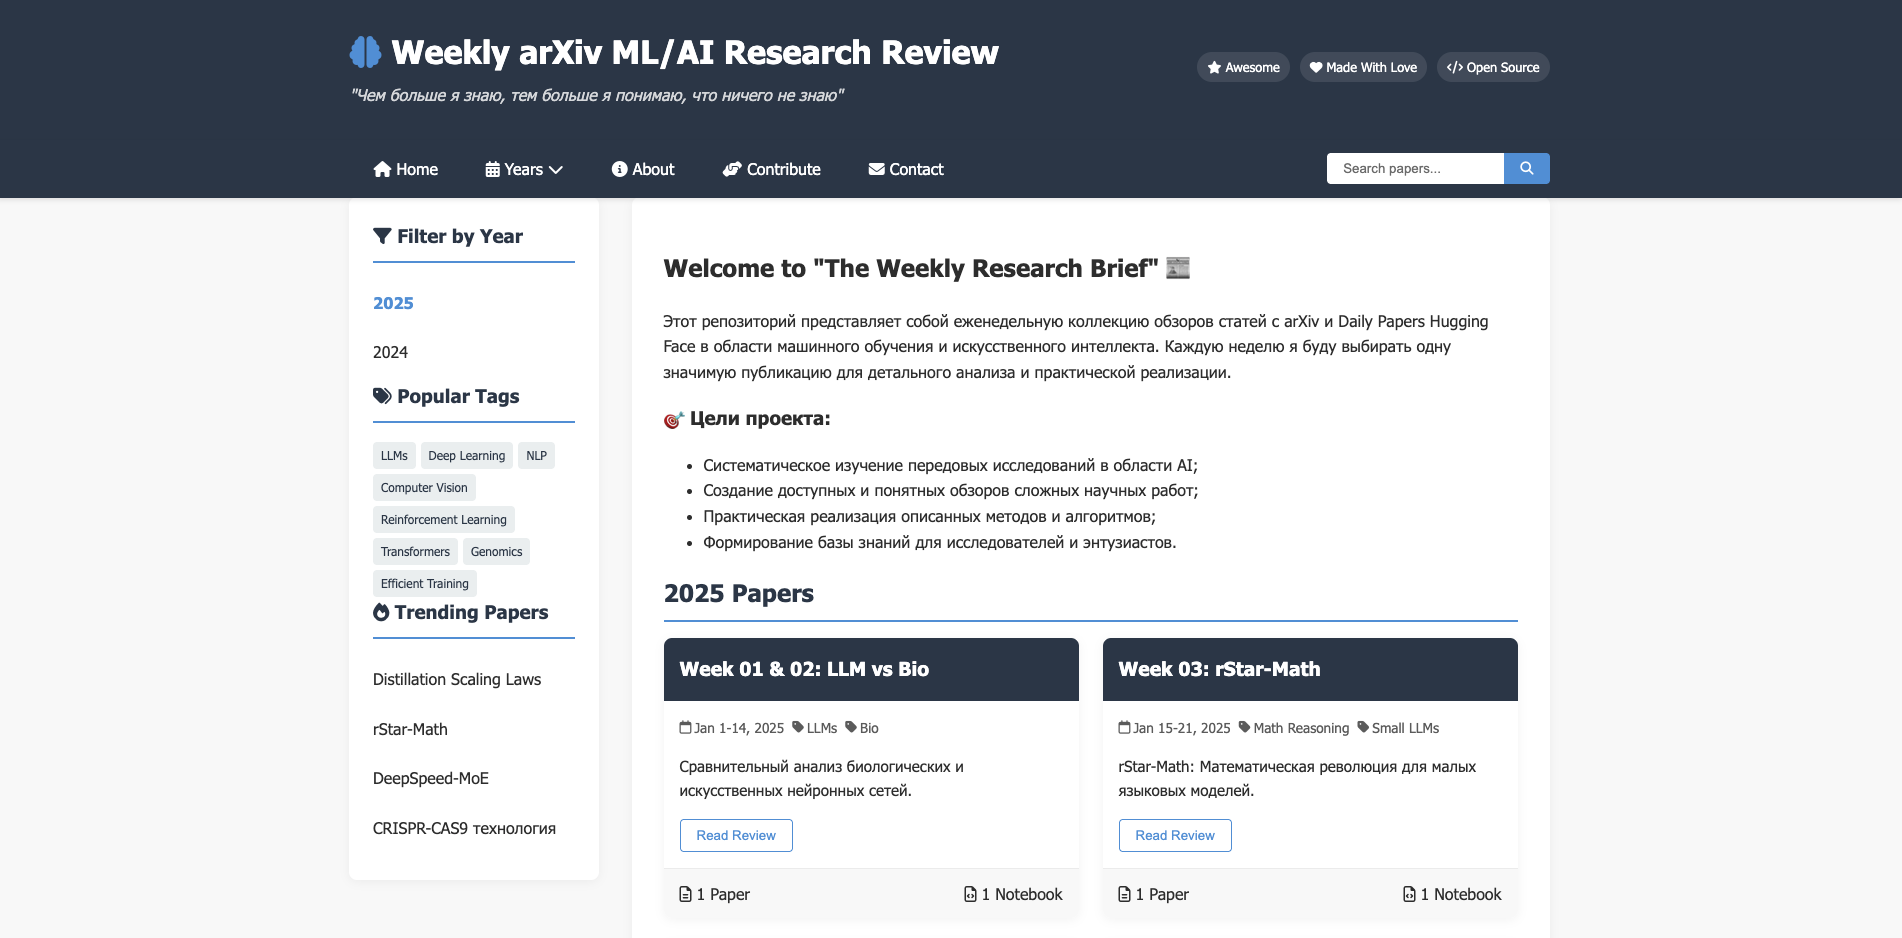 Weekly arXiv ML/AI Research Review
"Чем больше я знаю, тем больше я понимаю, что ничего не знаю"
Awesome
Made With Love
Open Source
Home
Years
About
Contribute
Contact
Search papers...
Filter by Year
2025
2024
Popular Tags
LLMs
Deep Learning
NLP
Computer Vision
Reinforcement Learning
Transformers
Genomics
Efficient Training
Trending Papers
Distillation Scaling Laws
rStar-Math
DeepSpeed-MoE
CRISPR-CAS9 технология
Welcome to "The Weekly Research Brief"
Этот репозиторий представляет собой еженедельную коллекцию обзоров статей с arXiv и Daily Papers Hugging
Face в области машинного обучения и искусственного интеллекта. Каждую неделю я буду выбирать одну
значимую публикацию для детального анализа и практической реализации.
Цели проекта:
• Систематическое изучение передовых исследований в области AI;
• Создание доступных и понятных обзоров сложных научных работ;
• Практическая реализация описанных методов и алгоритмов;
• Формирование базы знаний для исследователей и энтузиастов.
2025 Papers
Week 01 & 02: LLM vs Bio
Jan 1-14, 2025 LLMs Bio
Сравнительный анализ биологических и
искусственных нейронных сетей.
Read Review
1 Paper
1 Notebook
Week 03: rStar-Math
Jan 15-21, 2025 Math Reasoning Small LLMs
rStar-Math: Математическая революция для малых
языковых моделей.
Read Review
1 Paper
1 Notebook